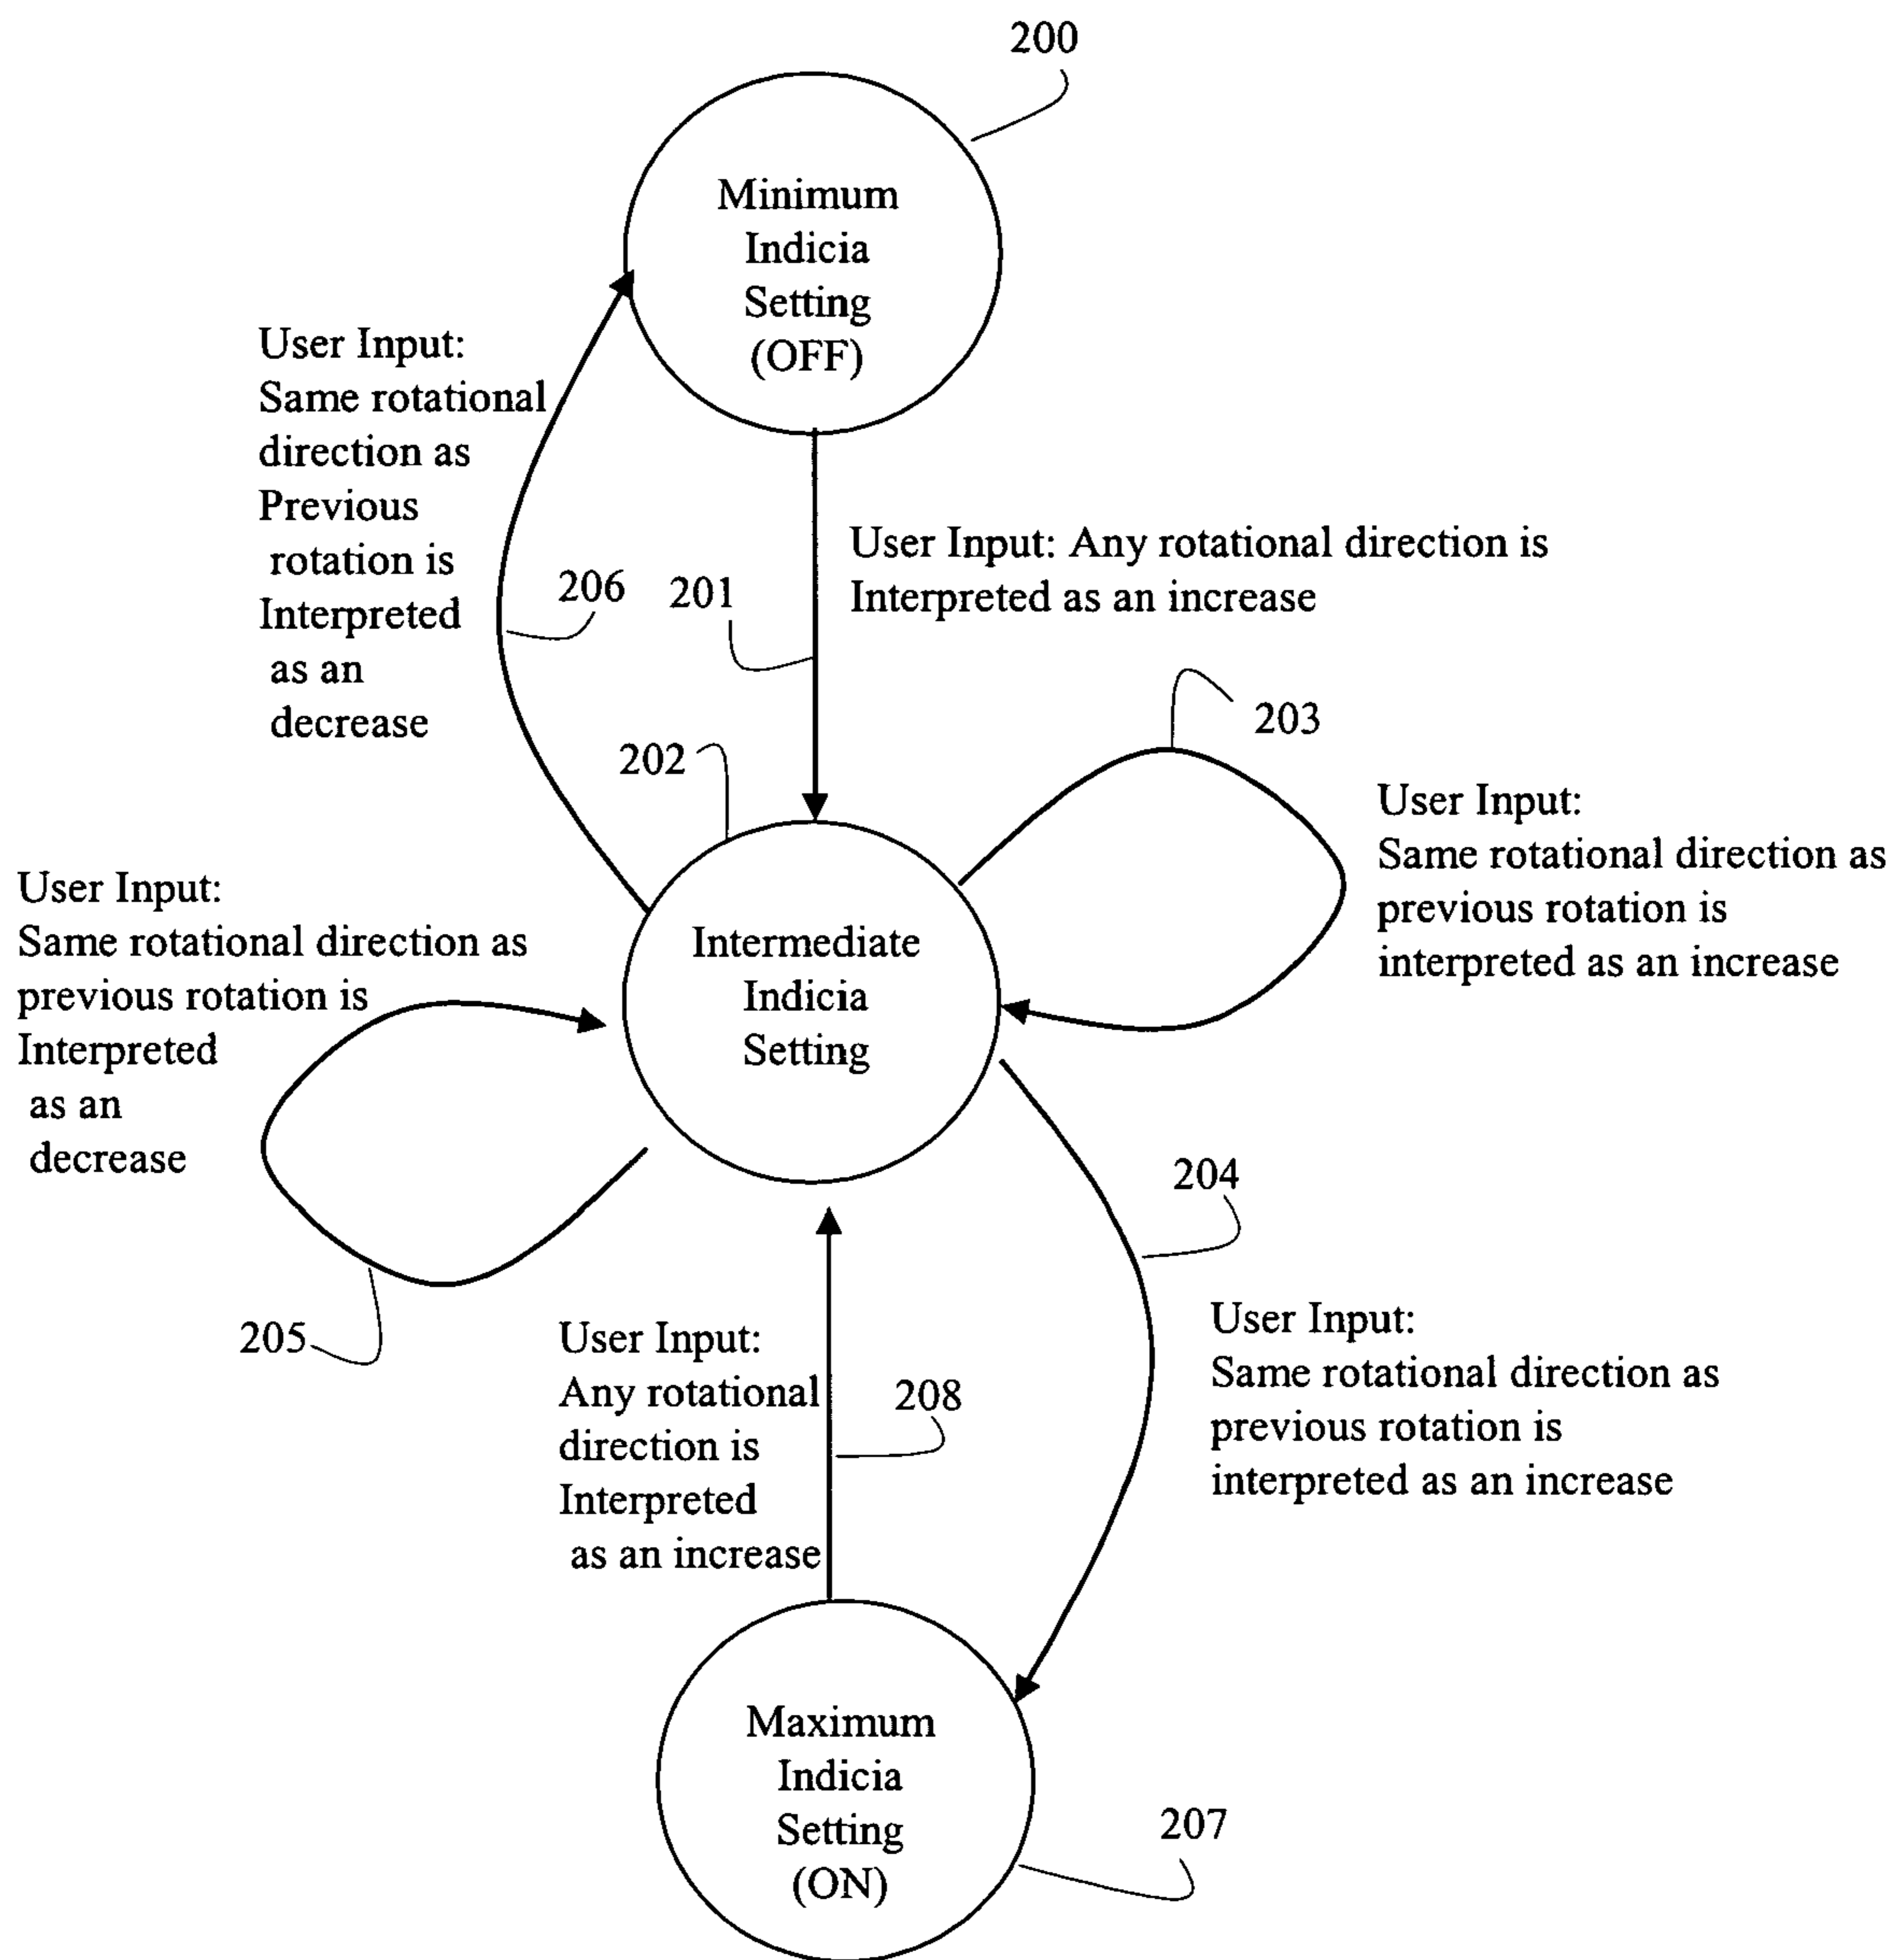 200
Minimum
Indicia
Setting
(OFF)
User Input:
Same rotational
direction as
Previous
rotation is
Interpreted
as an
decrease
206
201
User Input: Any rotational direction is
Interpreted as an increase
203
202
User Input:
Same rotational direction as
previous rotation is
interpreted as an increase
User Input:
Same rotational direction as
previous rotation is
Interpreted
as an
decrease
Intermediate
Indicia
Setting
204
205
User Input:
Any rotational
direction is
Interpreted
as an increase
208
User Input:
Same rotational direction as
previous rotation is
interpreted as an increase
Maximum
Indicia
Setting
(ON)
207